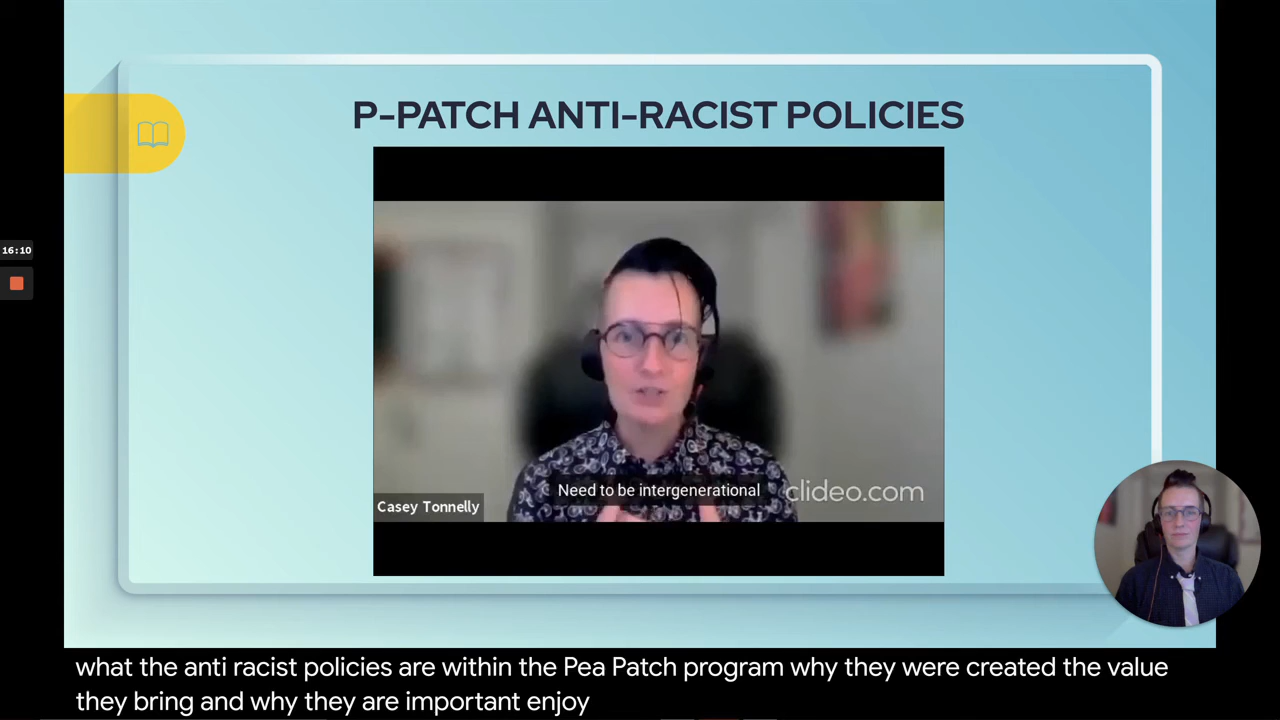 P-PATCH ANTI-RACIST POLICIES
16:10
Need to be intergenerational
clideo.com
Casey Tonnelly
what the anti racist policies are within the Pea Patch program why they were created the value
they bring and why they are important enjoy